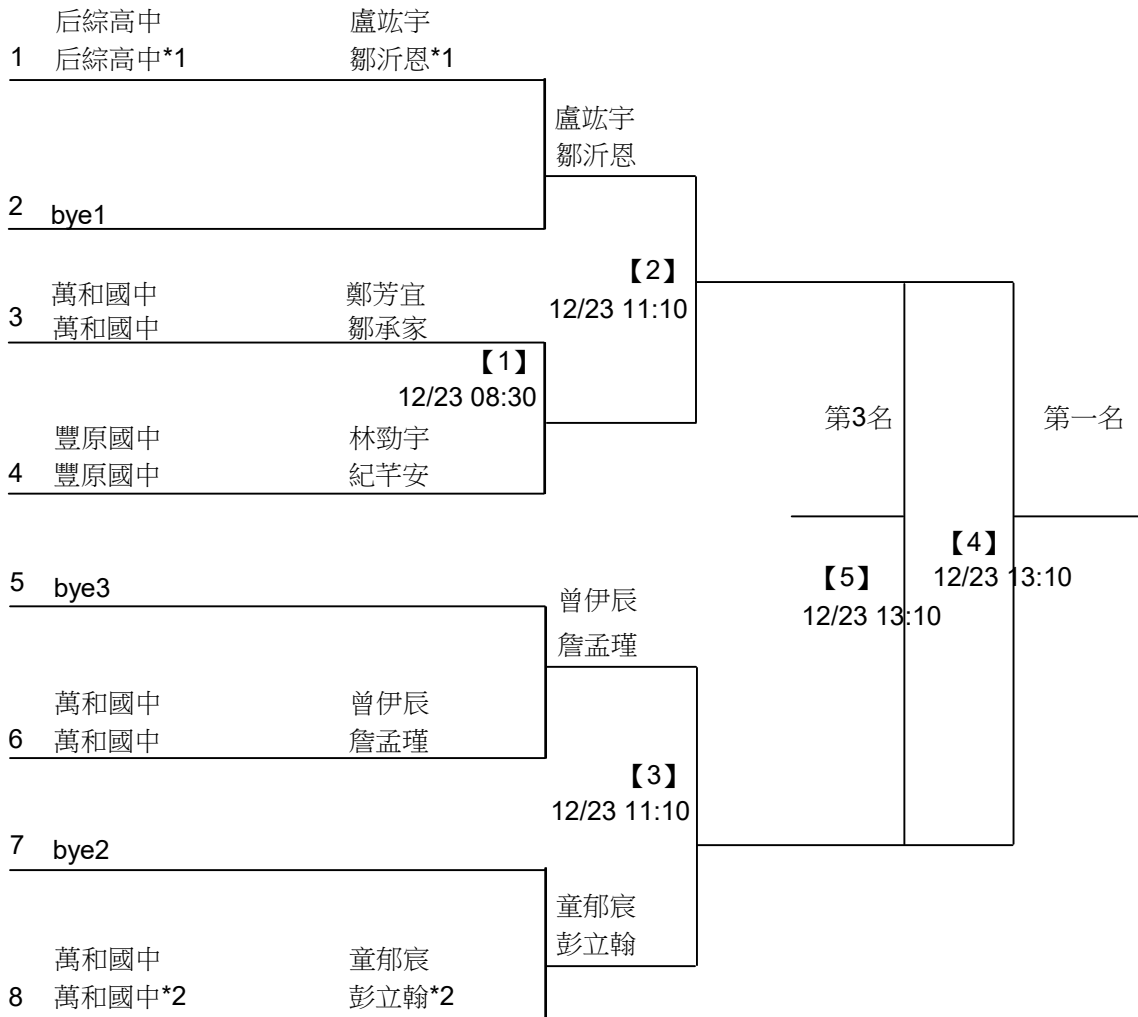 后綜高中 盧竑宇
1 后綜高中*1 鄒沂恩*1
盧竑宇
鄒沂恩
2 bye1
【2】
12/23 11:10
萬和國中 鄭芳宜
3 萬和國中 鄒承家
【1】
12/23 08:30
第3名 第一名
豐原國中 林勁宇
4 豐原國中 紀芊安
【4】
12/23 13:10
【5】
12/23 13:10
5 bye3
曾伊辰
詹孟瑾
萬和國中 曾伊辰
6 萬和國中 詹孟瑾
【3】
12/23 11:10
7 bye2
童郁宸
彭立翰
萬和國中 童郁宸
8 萬和國中*2 彭立翰*2